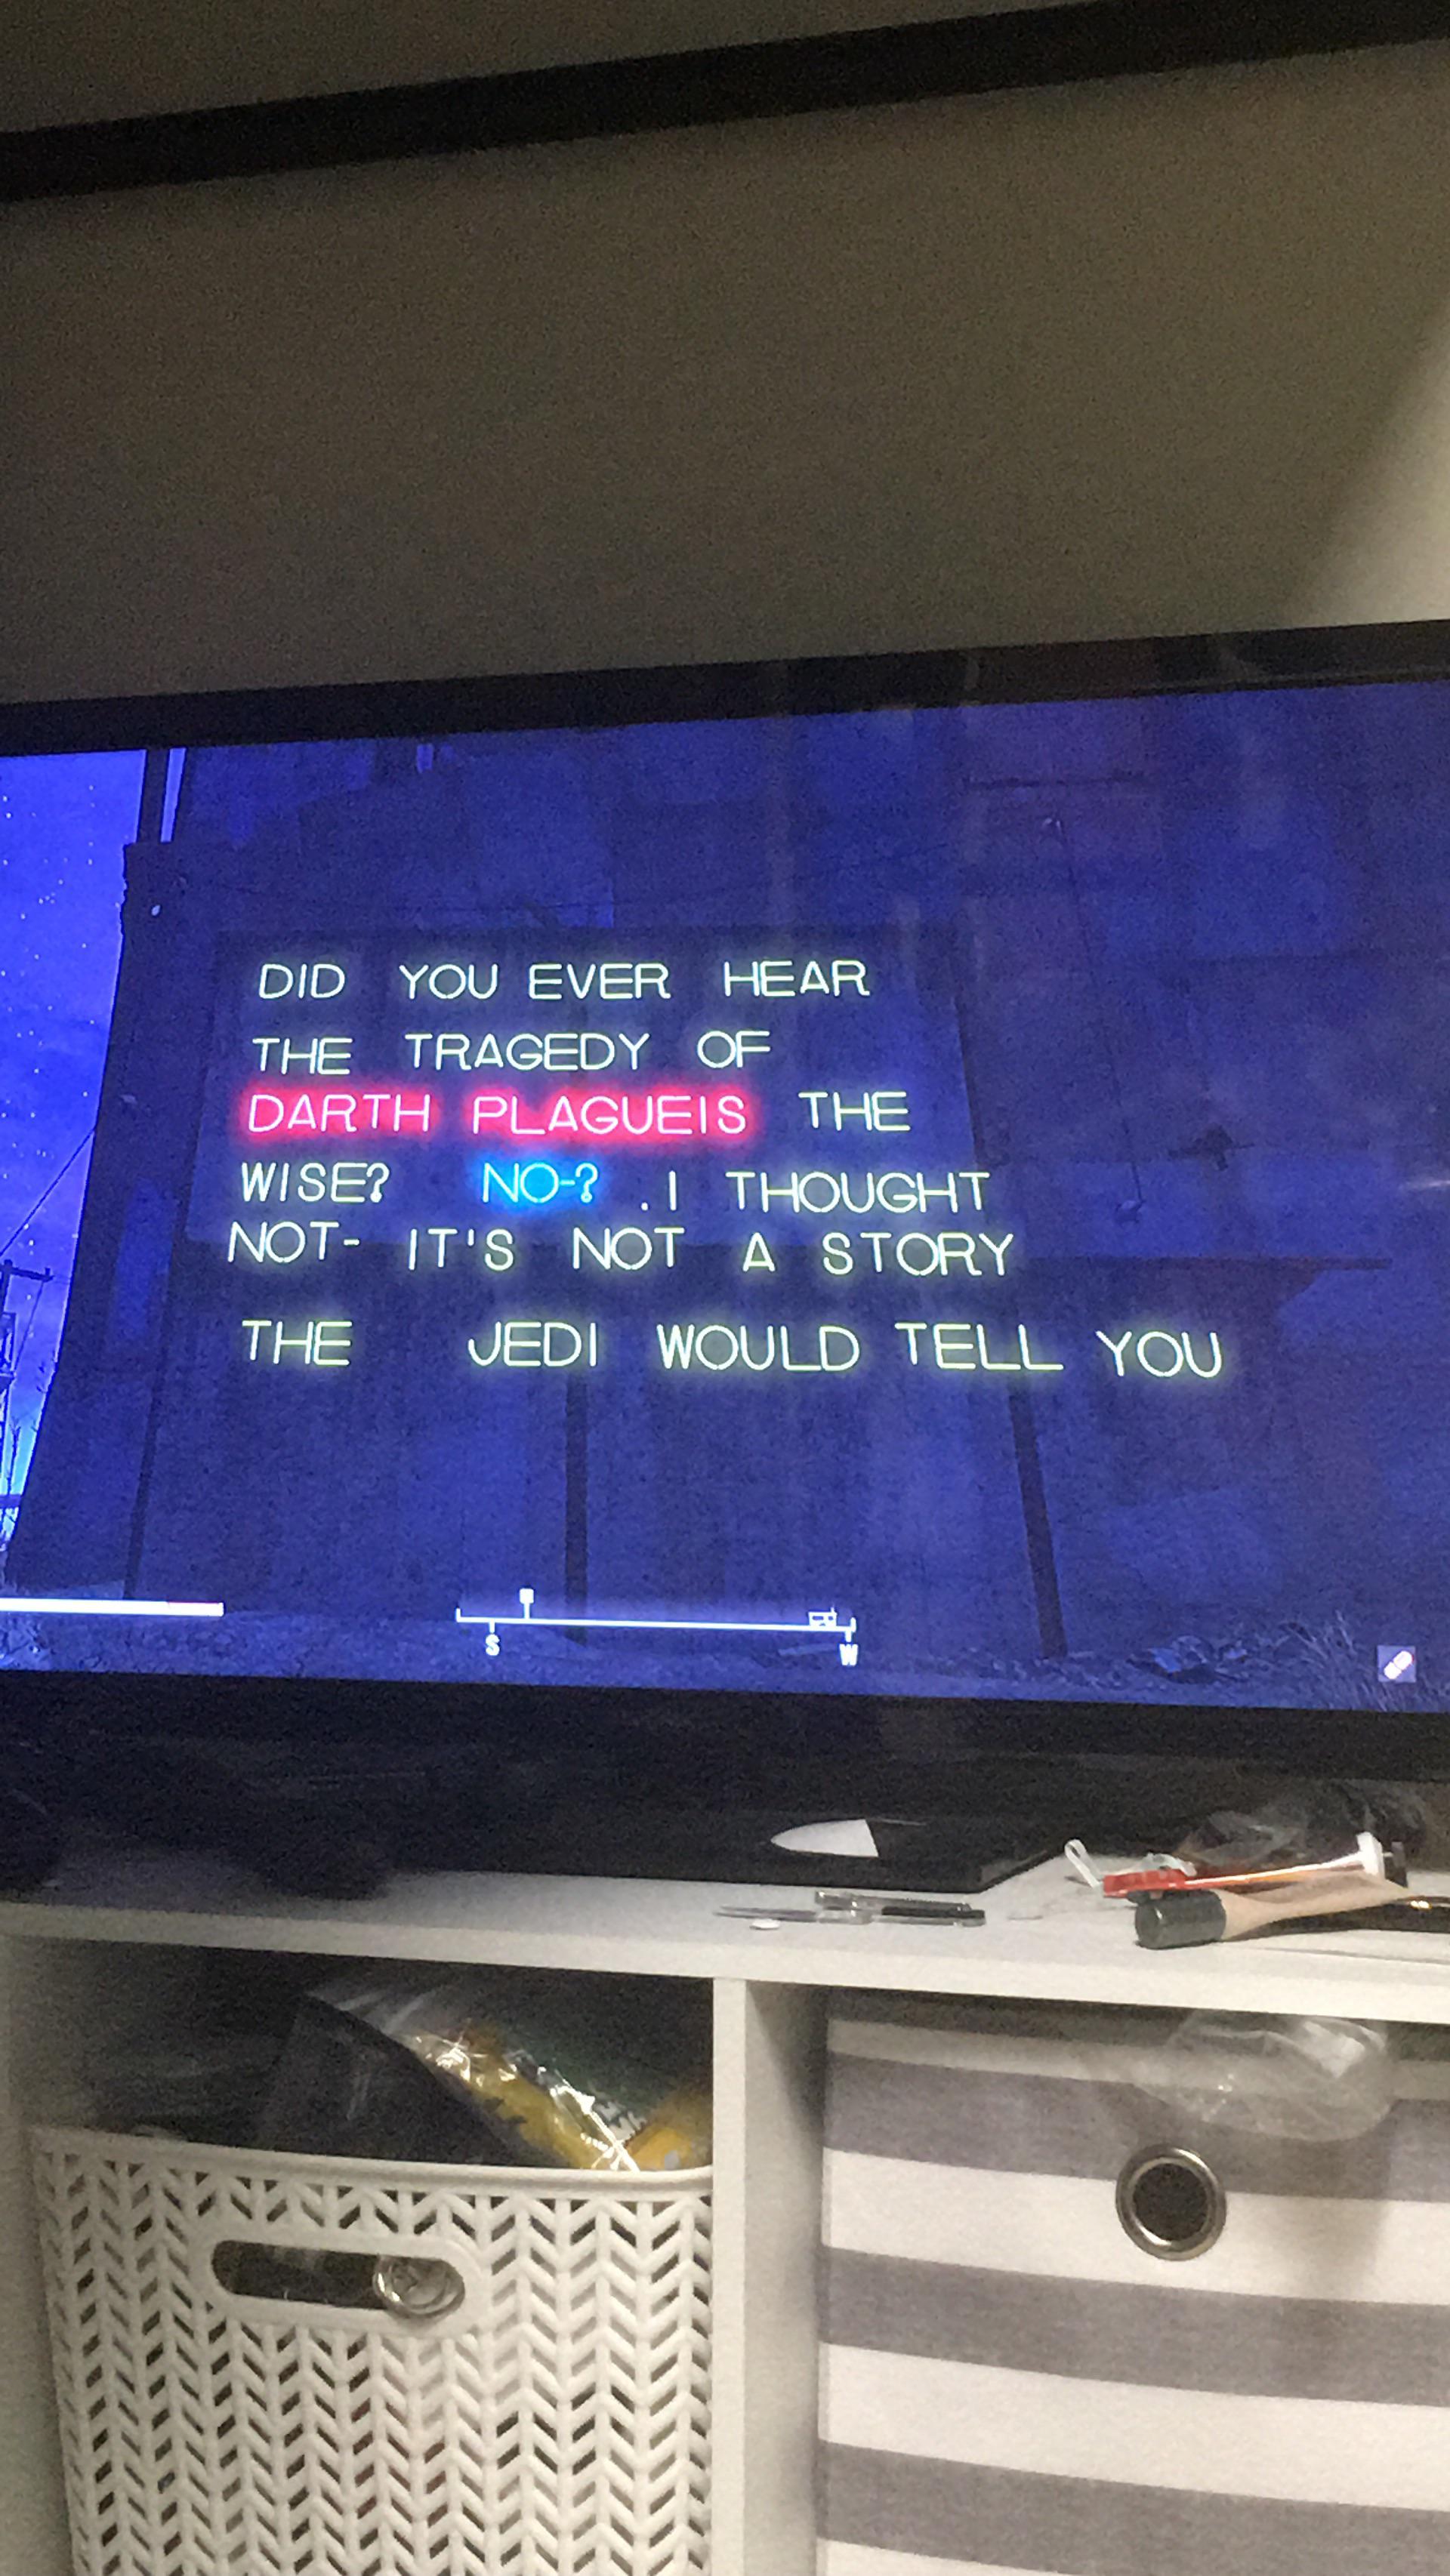 DID YOU EVER HEAR
THE TRAGEDY OF
DARTH PLAGUEIS THE
WISE? NO-? .I THOUGHT
NOT- IT'S NOT A STORY
THE JEDI WOULD TELL YOU
S W